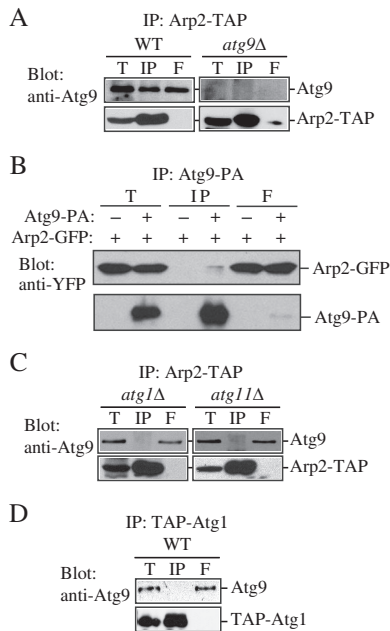 A
IP: Arp2-TAP
WT atg9Δ
Blot: anti-Atg9
T IP F T IP F
Atg9
Arp2-TAP
B
IP: Atg9-PA
T IP F
Atg9-PA: – + – + – +
Arp2-GFP: + + + + + +
Blot: anti-YFP
Arp2-GFP
Atg9-PA
C
IP: Arp2-TAP
atg1Δ atg11Δ
Blot: anti-Atg9
T IP F T IP F
Atg9
Arp2-TAP
D
IP: TAP-Atg1
WT
Blot: anti-Atg9
T IP F
Atg9
TAP-Atg1